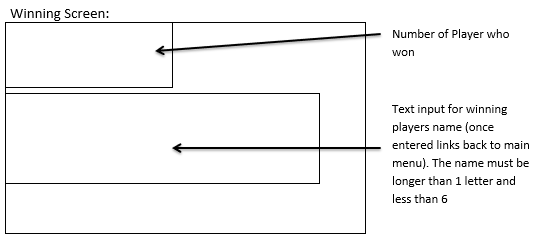 Winning Screen:
Number of Player who
won
Text input for winning
players name (once
entered links back to main
menu). The name must be
longer than 1 letter and
less than 6